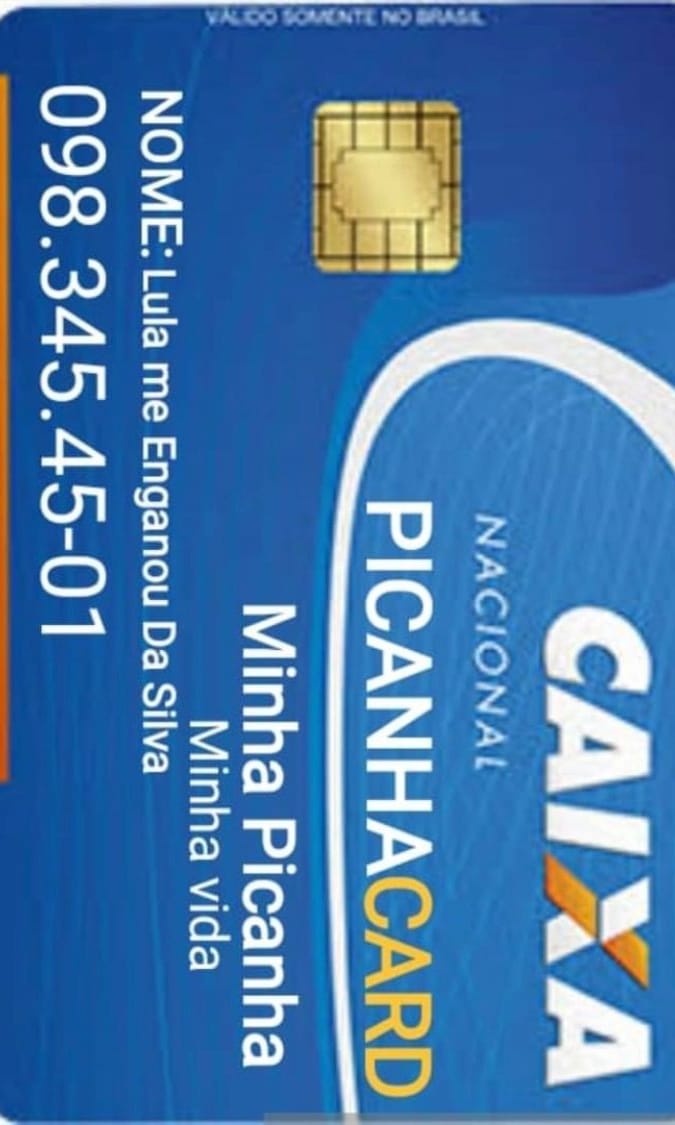 CAIXA
NACIONAL
PICANHACARD
Minha Picanha
Minha vida
NOME: Lula me Enganou Da Silva
098.345.45-01
VÁLIDO SOMENTE NO BRASIL